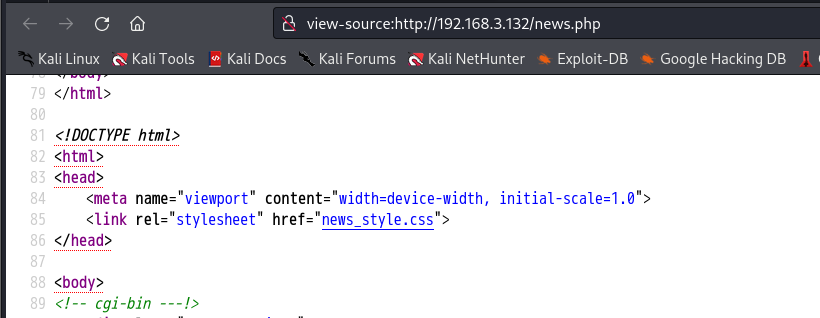 view-source:http://192.168.3.132/news.php
Kali Linux Kali Tools Kali Docs Kali Forums Kali NetHunter Exploit-DB Google Hacking DB
78 </body>
79 </html>
80
81 <!DOCTYPE html>
82 <html>
83 <head>
84 <meta name="viewport" content="width=device-width, initial-scale=1.0">
85 <link rel="stylesheet" href="news_style.css">
86 </head>
87
88 <body>
89 <!-- cgi-bin ---!>